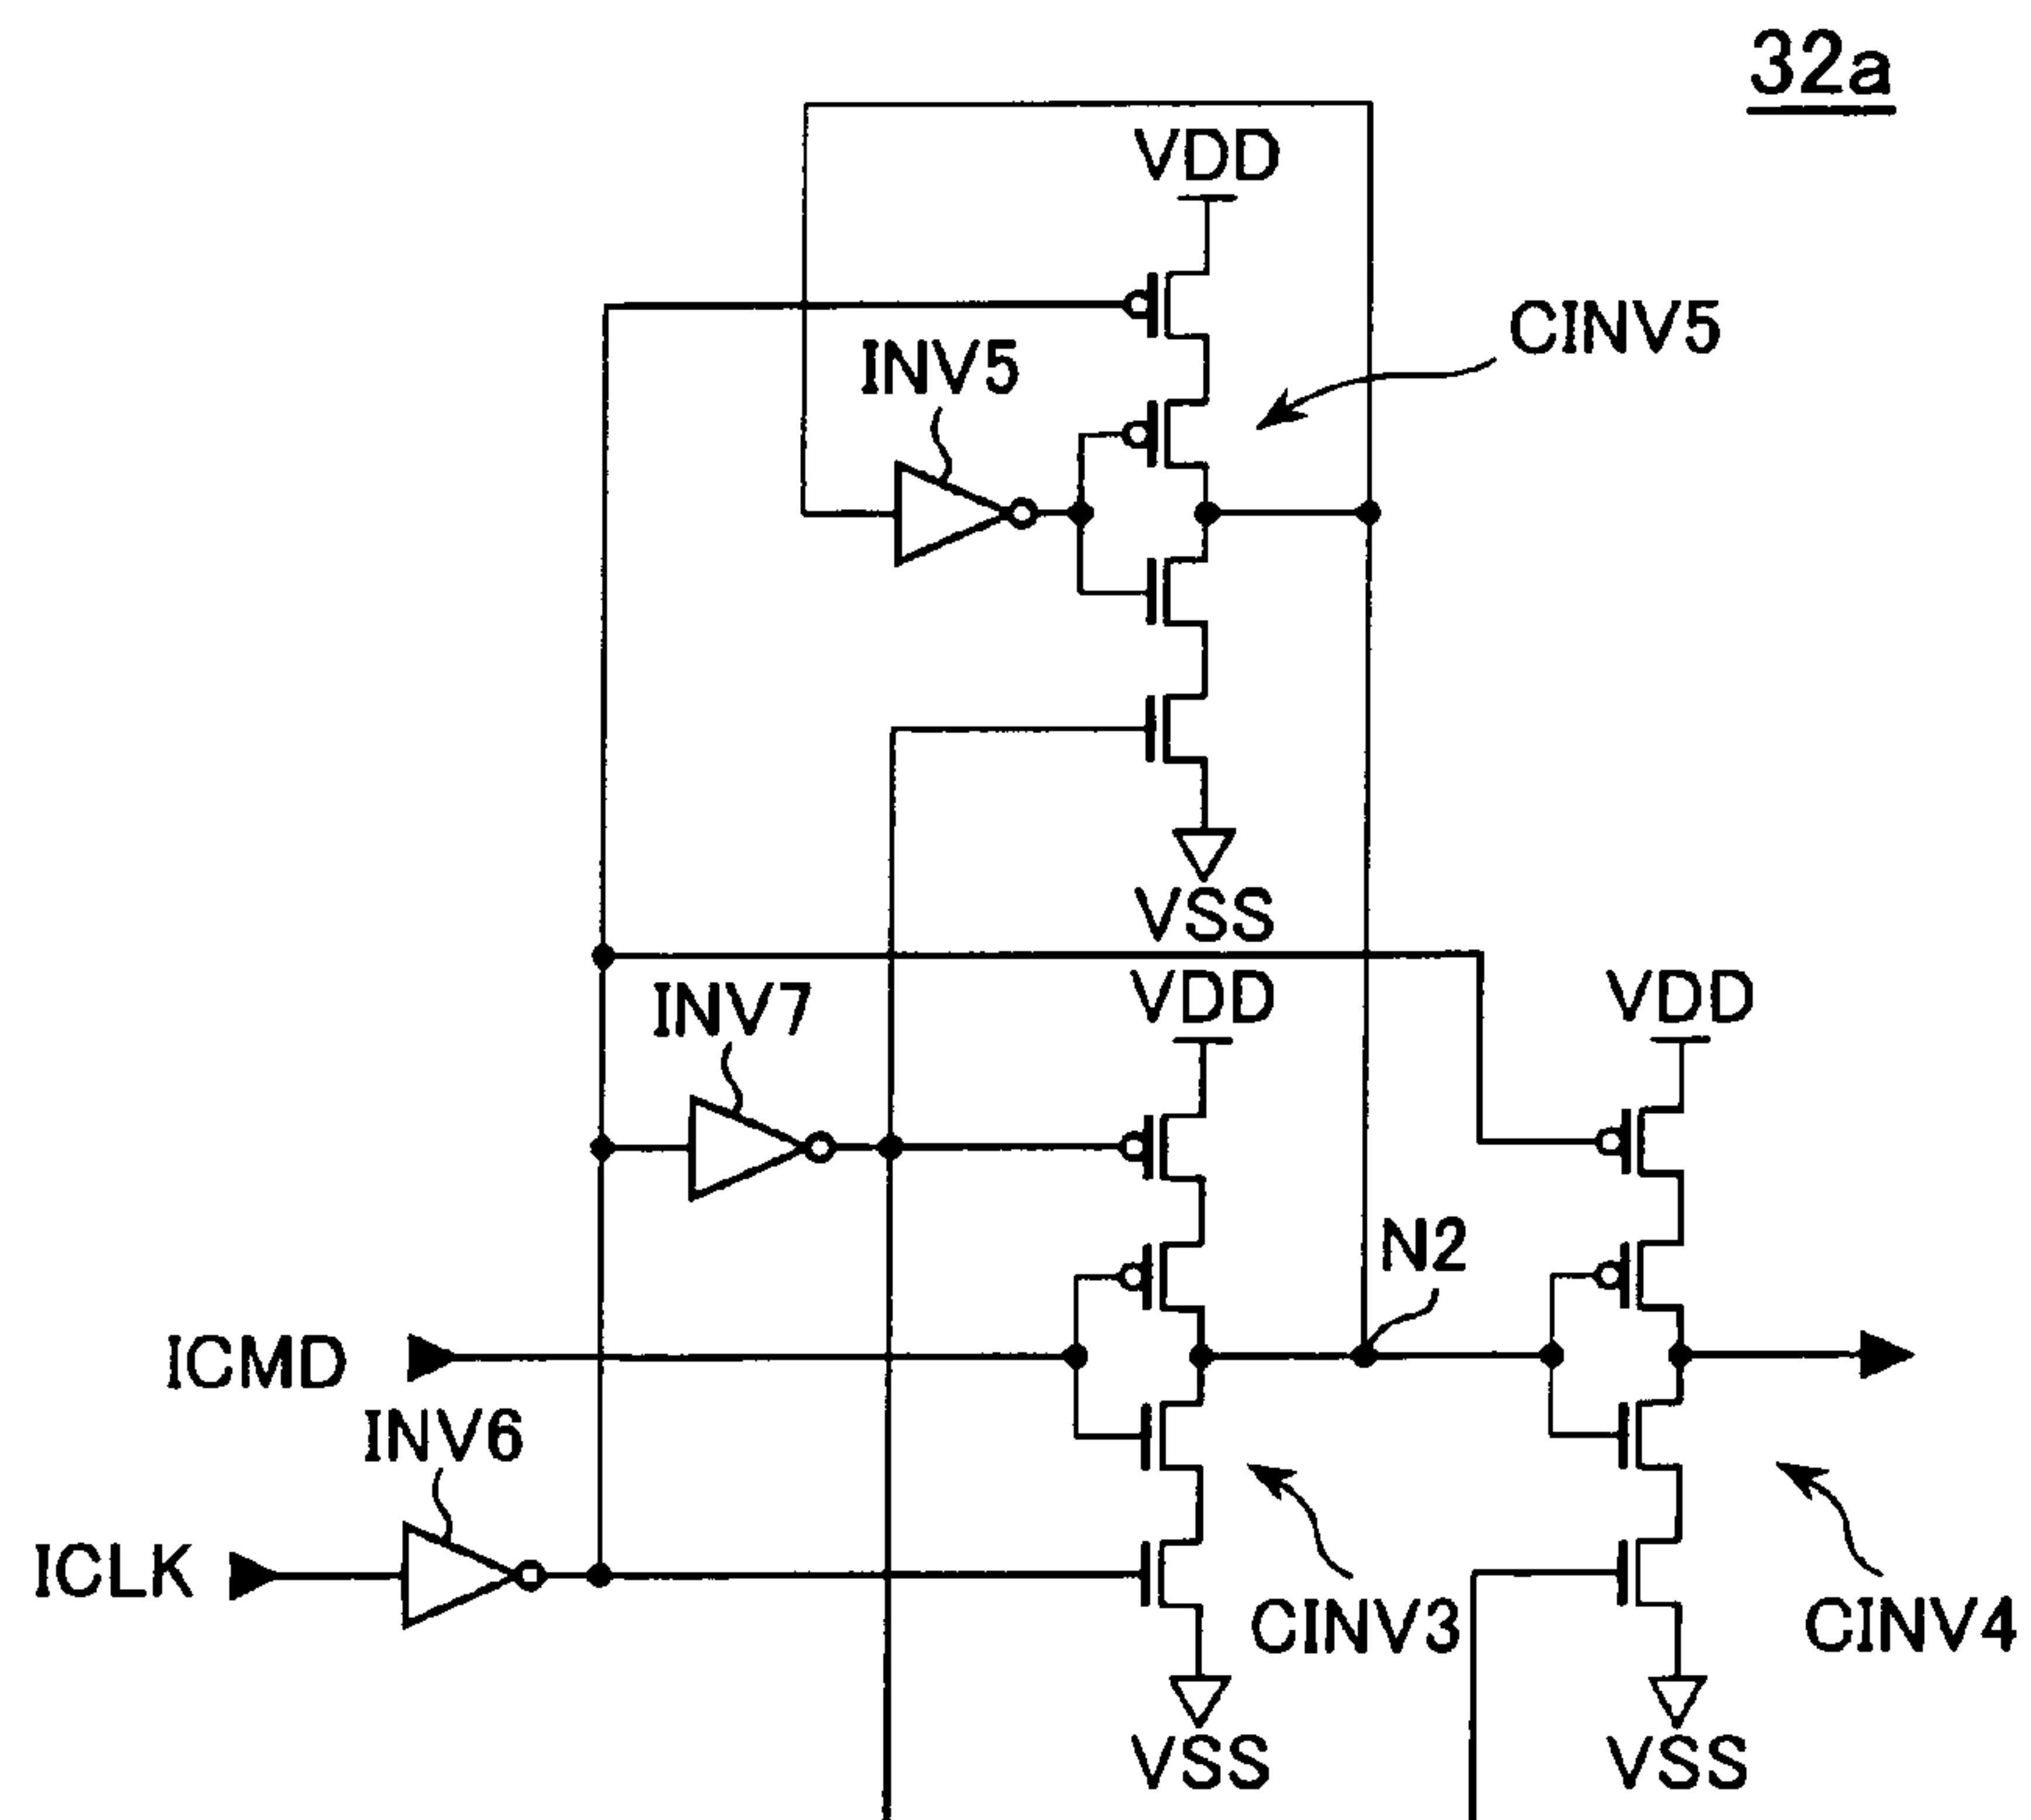 32a
VDD
CINV5
INV5
VSS
INV7
VDD
VDD
N2
ICMD
INV6
ICLK
CINV3
CINV4
VSS
VSS